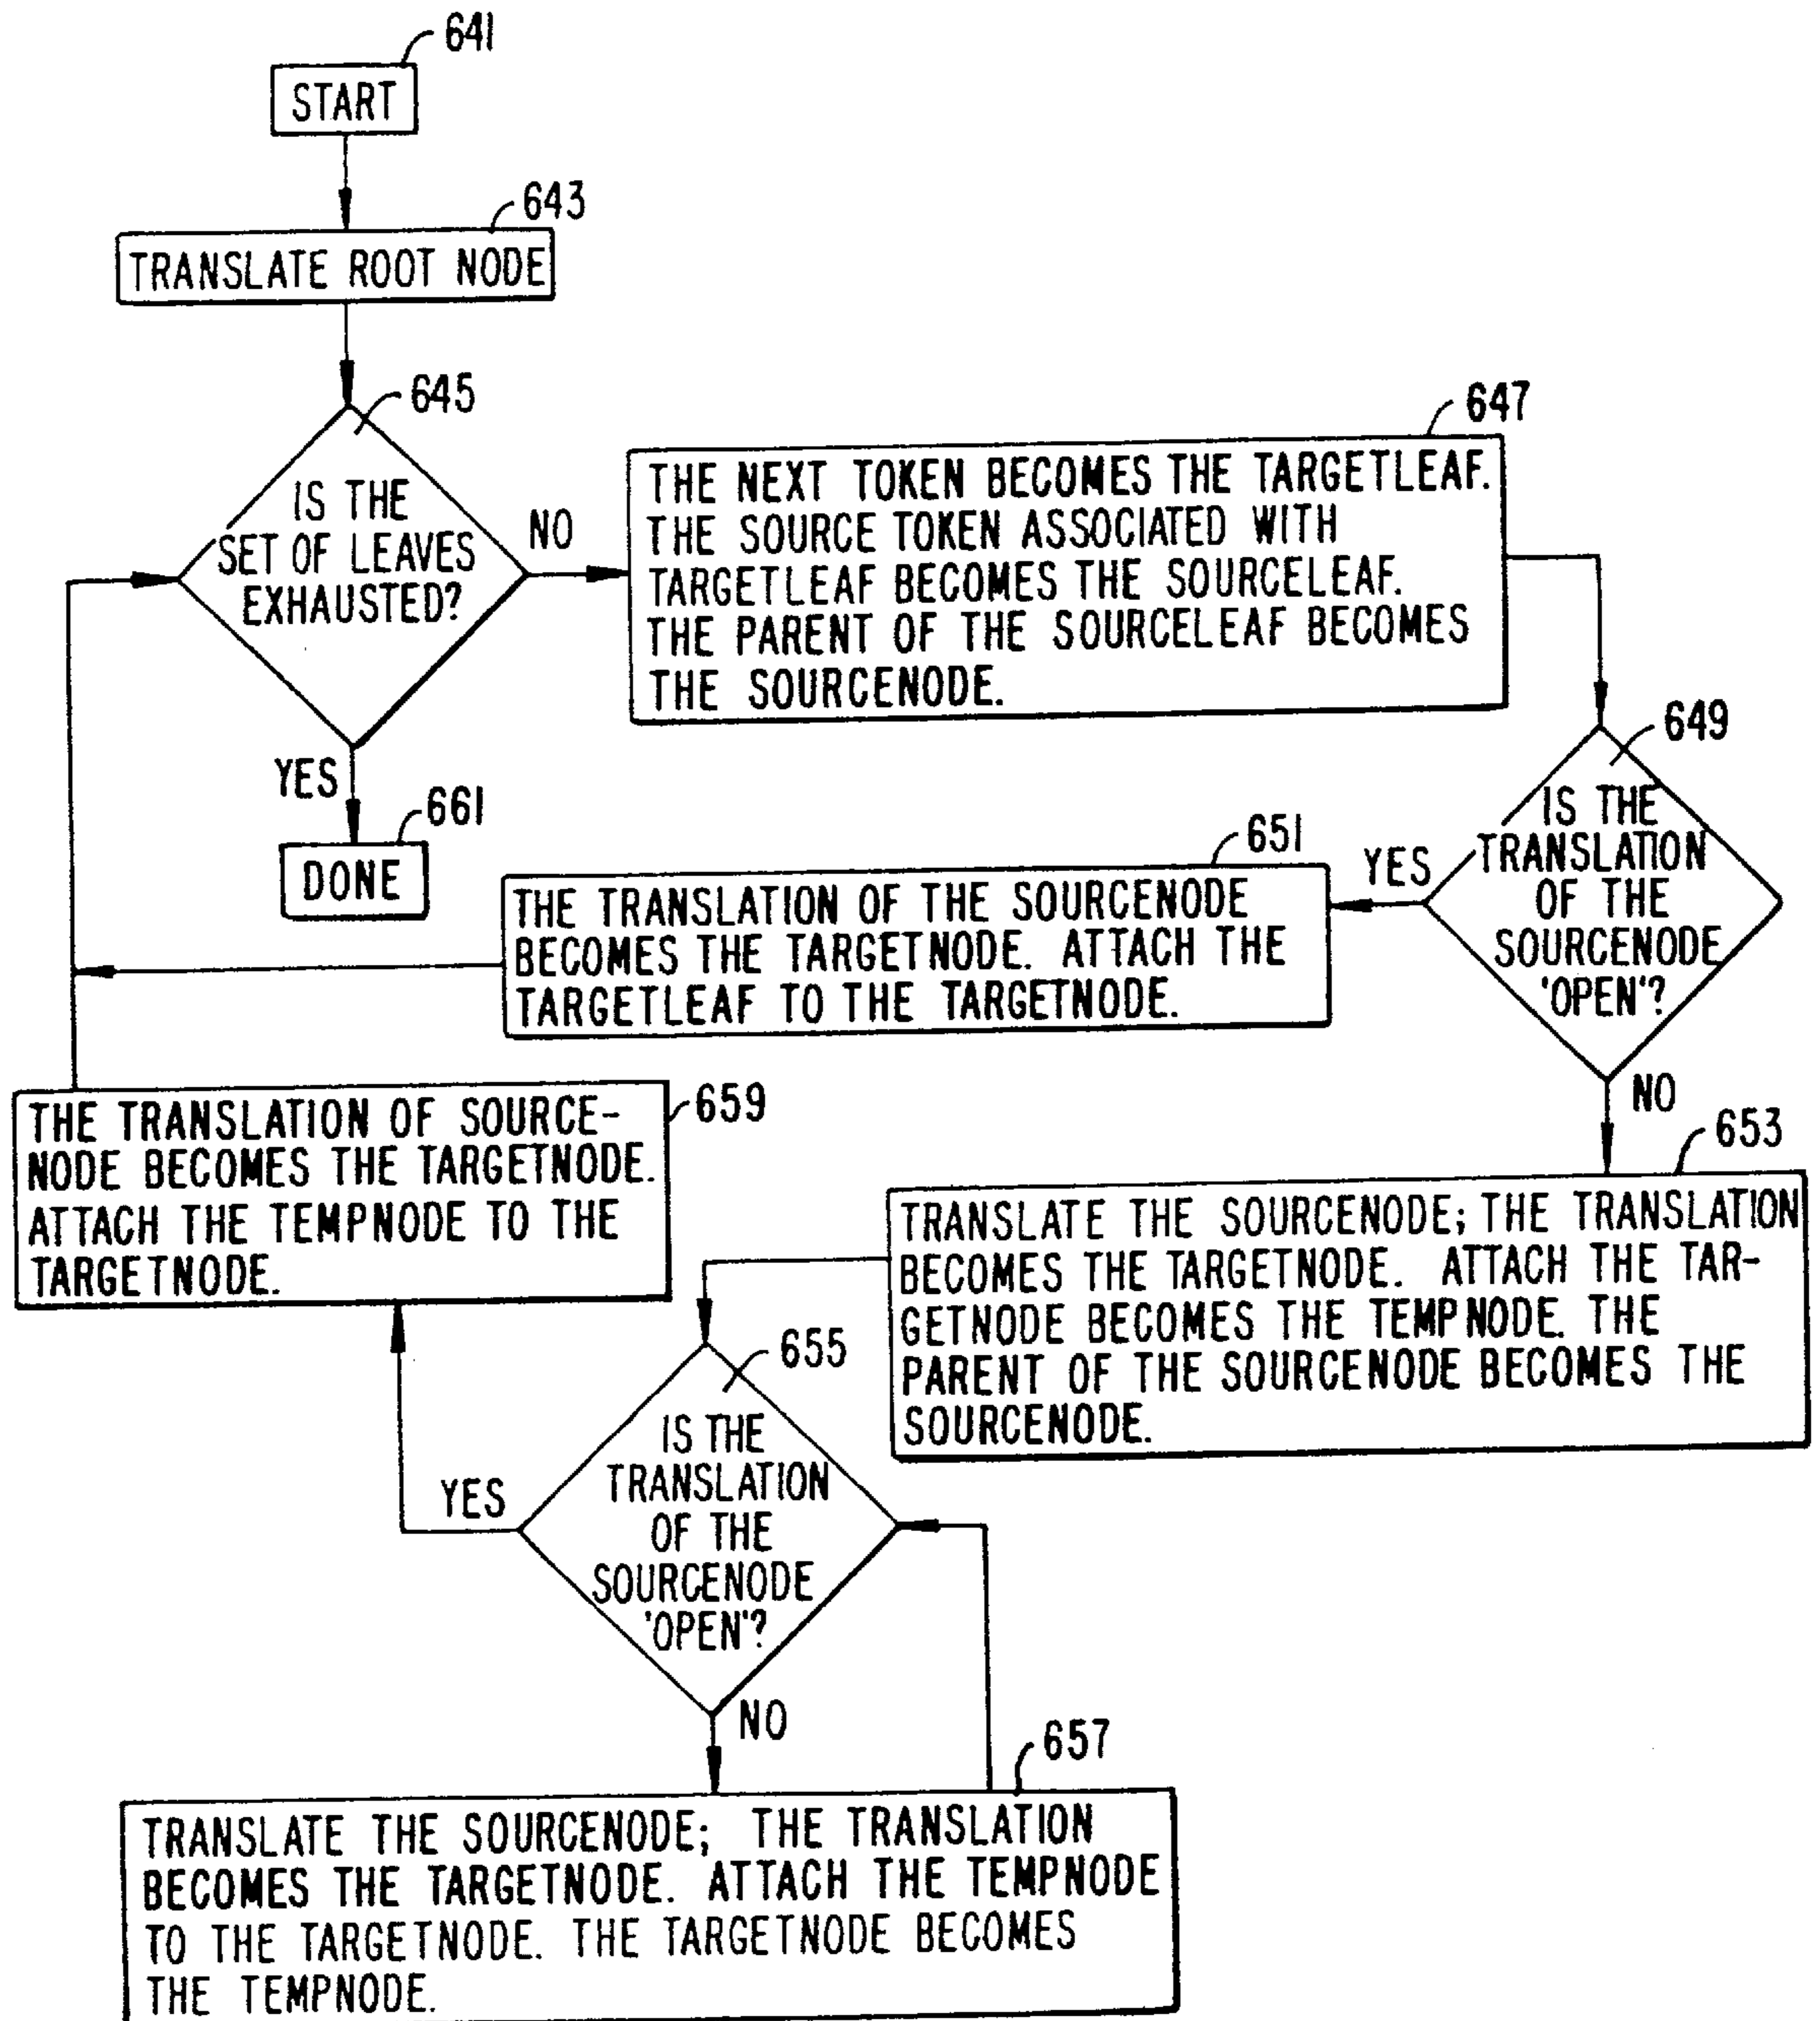 641
START
643
TRANSLATE ROOT NODE
645
IS THE
SET OF LEAVES
EXHAUSTED?
NO
YES
647
THE NEXT TOKEN BECOMES THE TARGETLEAF.
THE SOURCE TOKEN ASSOCIATED WITH
TARGETLEAF BECOMES THE SOURCELEAF.
THE PARENT OF THE SOURCELEAF BECOMES
THE SOURCENODE.
649
IS THE
TRANSLATION
OF THE
SOURCENODE
'OPEN'?
YES
NO
661
DONE
651
THE TRANSLATION OF THE SOURCENODE
BECOMES THE TARGETNODE. ATTACH THE
TARGETLEAF TO THE TARGETNODE.
659
THE TRANSLATION OF SOURCE-
NODE BECOMES THE TARGETNODE.
ATTACH THE TEMPNODE TO THE
TARGETNODE.
653
TRANSLATE THE SOURCENODE; THE TRANSLATION
BECOMES THE TARGETNODE. ATTACH THE TAR-
GETNODE BECOMES THE TEMPNODE. THE
PARENT OF THE SOURCENODE BECOMES THE
SOURCENODE.
655
IS THE
TRANSLATION
OF THE
SOURCENODE
'OPEN'?
YES
NO
657
TRANSLATE THE SOURCENODE; THE TRANSLATION
BECOMES THE TARGETNODE. ATTACH THE TEMPNODE
TO THE TARGETNODE. THE TARGETNODE BECOMES
THE TEMPNODE.